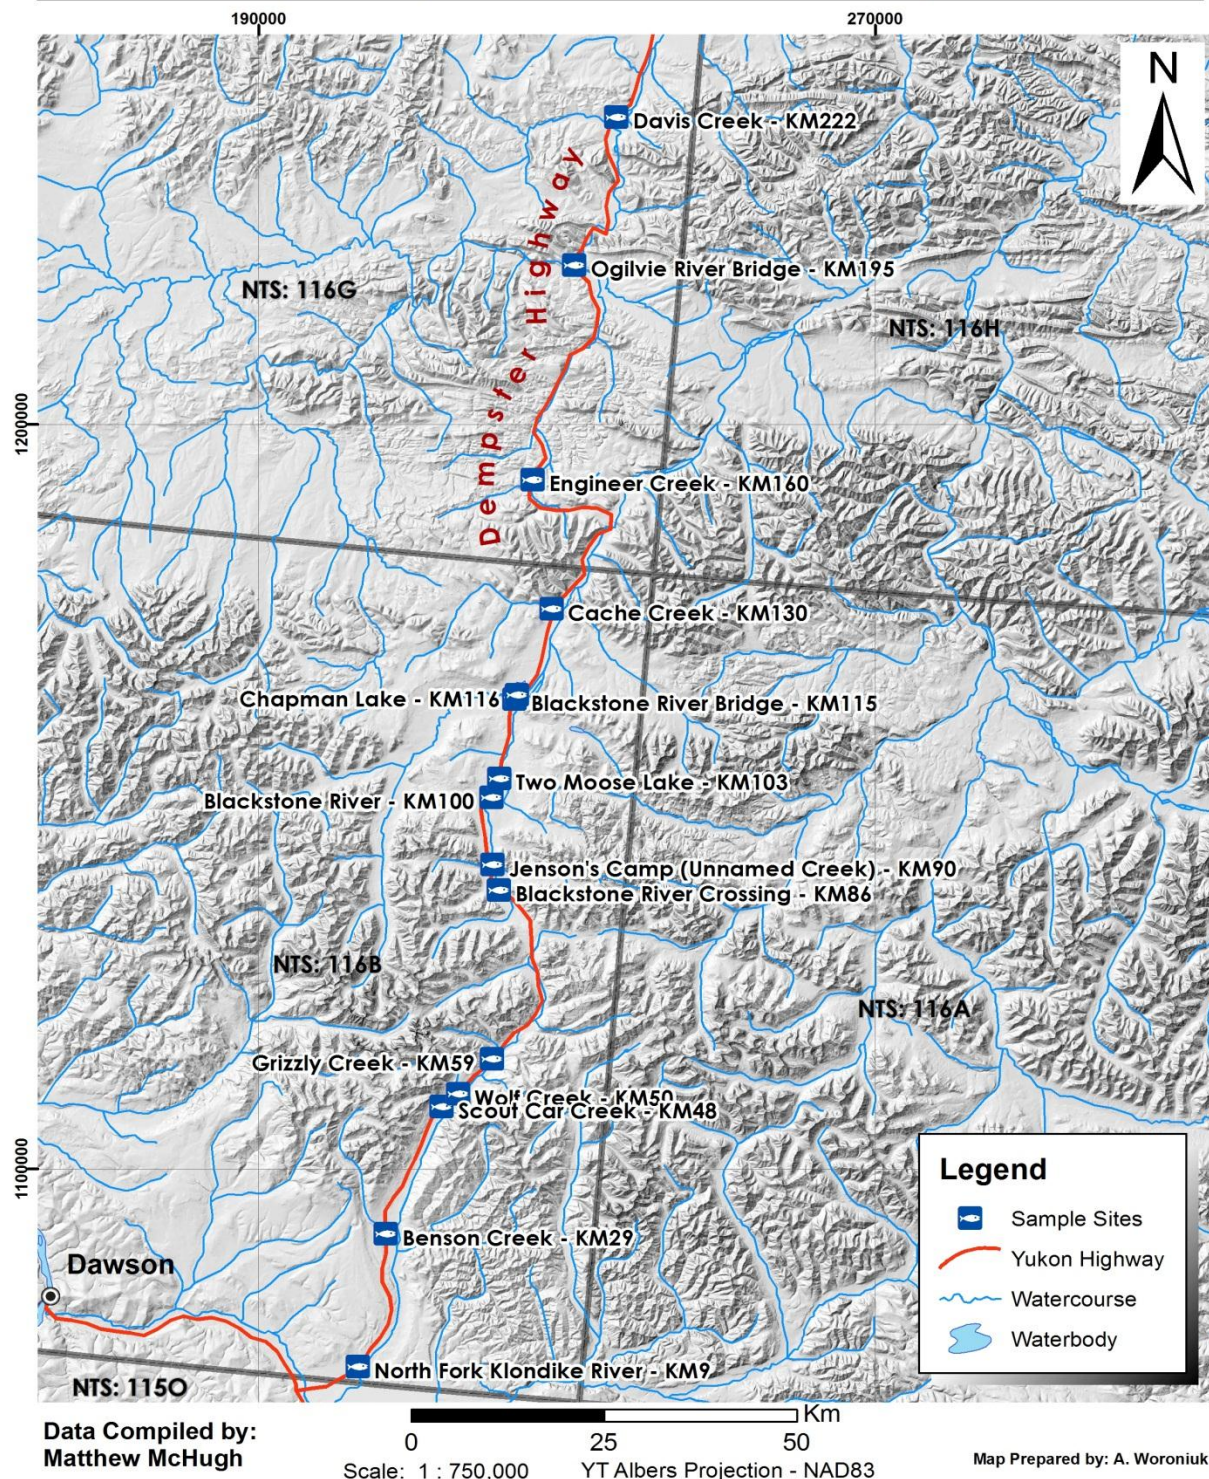 190000
270000
N
Davis Creek - KM222
Dempster Highway
Ogilvie River Bridge - KM195
NTS: 116G
NTS: 116H
1200000
Engineer Creek - KM160
Cache Creek - KM130
Chapman Lake - KM116
Blackstone River Bridge - KM115
Two Moose Lake - KM103
Blackstone River - KM100
Jenson's Camp (Unnamed Creek) - KM90
Blackstone River Crossing - KM86
NTS: 116B
NTS: 116A
Grizzly Creek - KM59
Wolf Creek - KM50
Scout Car Creek - KM48
1100000
Legend
Sample Sites
Yukon Highway
Watercourse
Waterbody
Benson Creek - KM29
Dawson
North Fork Klondike River - KM9
NTS: 115O
Data Compiled by:
Matthew McHugh
Km
0 25 50
Scale: 1 : 750,000 YT Albers Projection - NAD83
Map Prepared by: A. Woroniuk